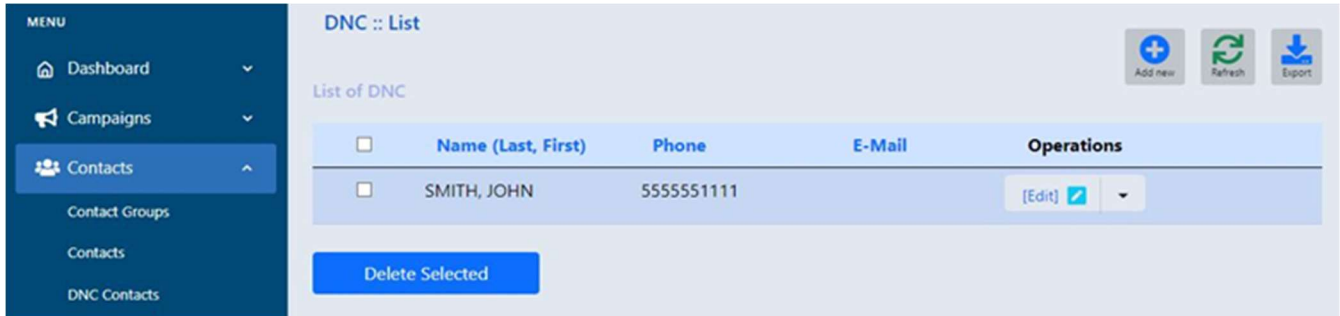 MENU
Dashboard
Campaigns
Contacts
Contact Groups
Contacts
DNC Contacts
DNC :: List
Add new
Refresh
Export
List of DNC
Name (Last, First) Phone E-Mail Operations
SMITH, JOHN 5555551111 [Edit]
Delete Selected